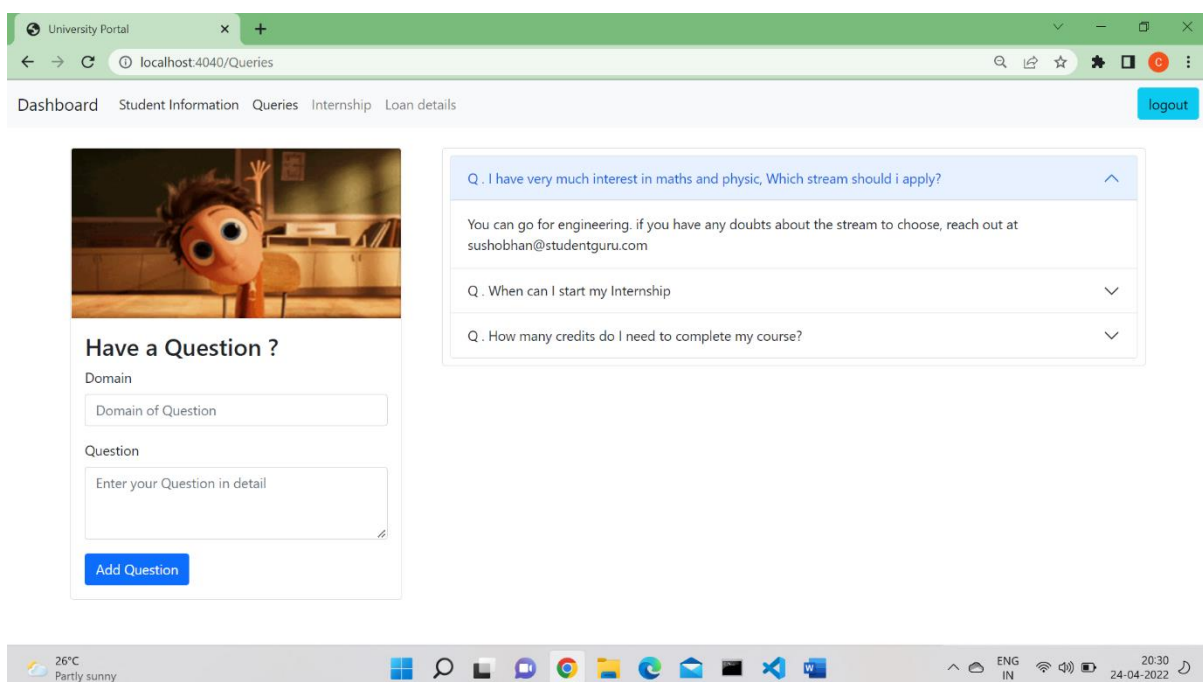 University Portal
localhost:4040/Queries
Dashboard Student Information Queries Internship Loan details logout
Have a Question ?
Domain
Domain of Question
Question
Enter your Question in detail
Add Question
Q . I have very much interest in maths and physic, Which stream should i apply?
You can go for engineering. if you have any doubts about the stream to choose, reach out at
sushobhan@studentguru.com
Q . When can I start my Internship
Q . How many credits do I need to complete my course?
26°C
Partly sunny
ENG
IN
20:30
24-04-2022
C